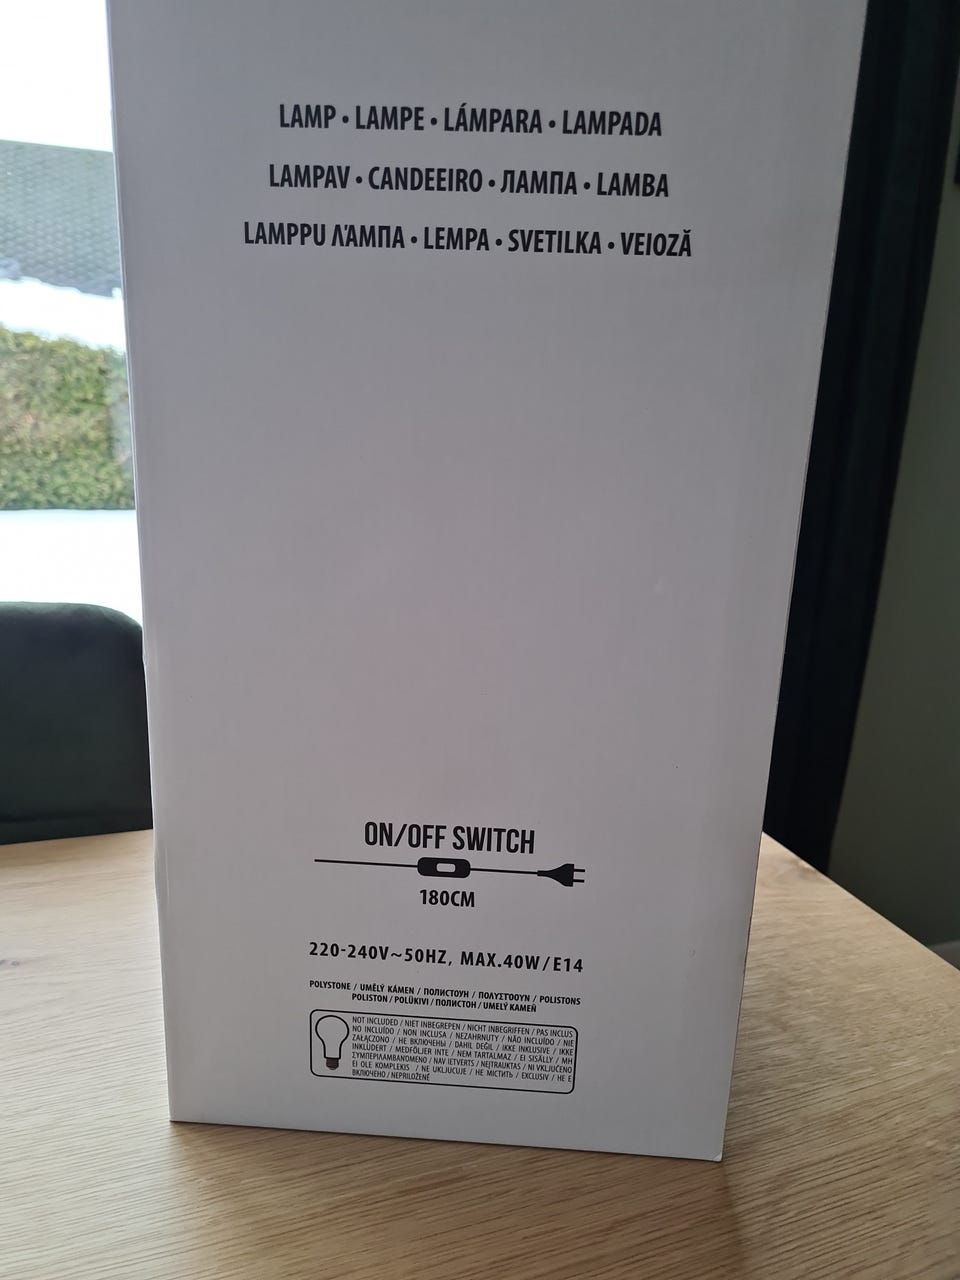 LAMP • LAMPE • LÁMPARA • LAMPADA
LAMPAV • CANDEEIRO • ЛАМПА • LAMBA
LAMPPU ΛΆΜΠΑ • LEMPA • SVETILKA • VEIOZĂ
ON/OFF SWITCH
180CM
220-240V~50HZ, MAX.40W/E14
POLYSTONE / UMĚLÝ KÁMEN / ПОЛИСТОУН / ΠΟΛΥΣΤΟΟΥΝ / POLISTONS
POLISTON / POLÜKIVI / ПОЛИСТОН / UMELÝ KAMEŇ
NOT INCLUDED / NIET INBEGREPEN / NICHT INBEGRIFFEN / PAS INCLUS
NO INCLUÍDO / NON INCLUSA / NEZAHRNUTY / NÃO INCLUÍDO / NIE
ZAŁĄCZONO / НЕ ВКЛЮЧЕНЫ / DAHIL DEĞIL / IKKE INKLUSIVE / IKKE
INKLUDERT / MEDFÖLJER INTE / NEM TARTALMAZ / EI SISÄLLY / ΜΗ
ΣΥΜΠΕΡΙΛΑΜΒΑΝΟΜΕΝΟ / NAV IETVERTS / NEĮTRAUKTAS / NI VKLJUČENO
EI OLE KOMPLEKIS / NE UKLJUCUJE / НЕ МІСТИТЬ / EXCLUSIV / НЕ Е
ВКЛЮЧЕНО / NEPRILOŽENÉ